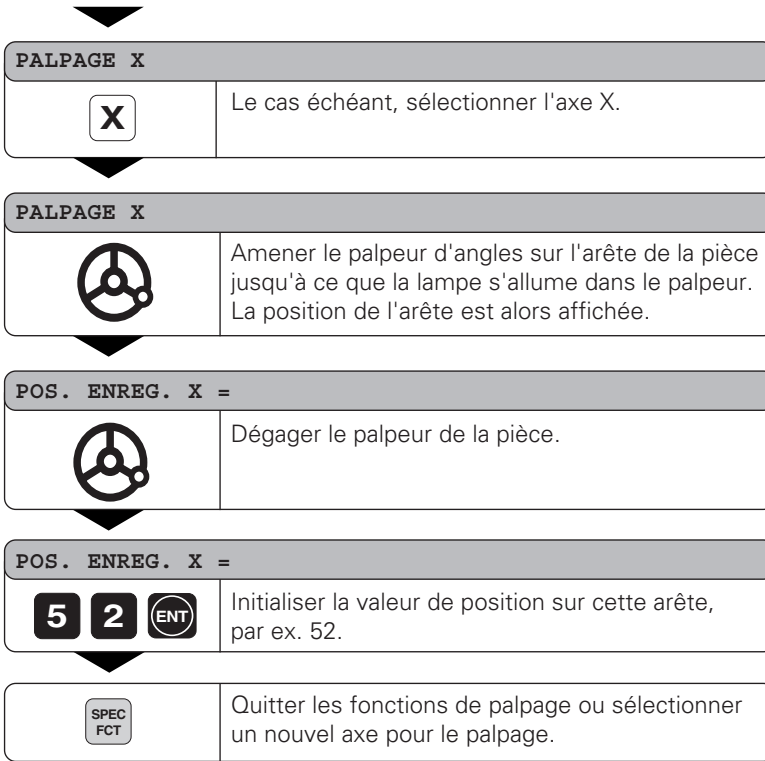 PALPAGE X
X
Le cas échéant, sélectionner l'axe X.
PALPAGE X
Amener le palpeur d'angles sur l'arête de la pièce
jusqu'à ce que la lampe s'allume dans le palpeur.
La position de l'arête est alors affichée.
POS. ENREG. X =
Dégager le palpeur de la pièce.
POS. ENREG. X =
5 2 ENT
Initialiser la valeur de position sur cette arête,
par ex. 52.
SPEC
FCT
Quitter les fonctions de palpage ou sélectionner
un nouvel axe pour le palpage.